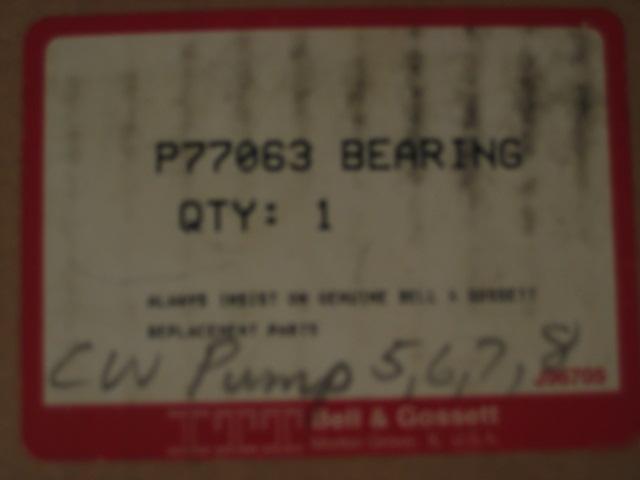 P77063 BEARING
QTY: 1
ALWAYS INSIST ON GENUINE BELL & GOSSETT
REPLACEMENT PARTS
CW Pump 5,6,7,8
ITT Bell & Gossett
U.S.A.